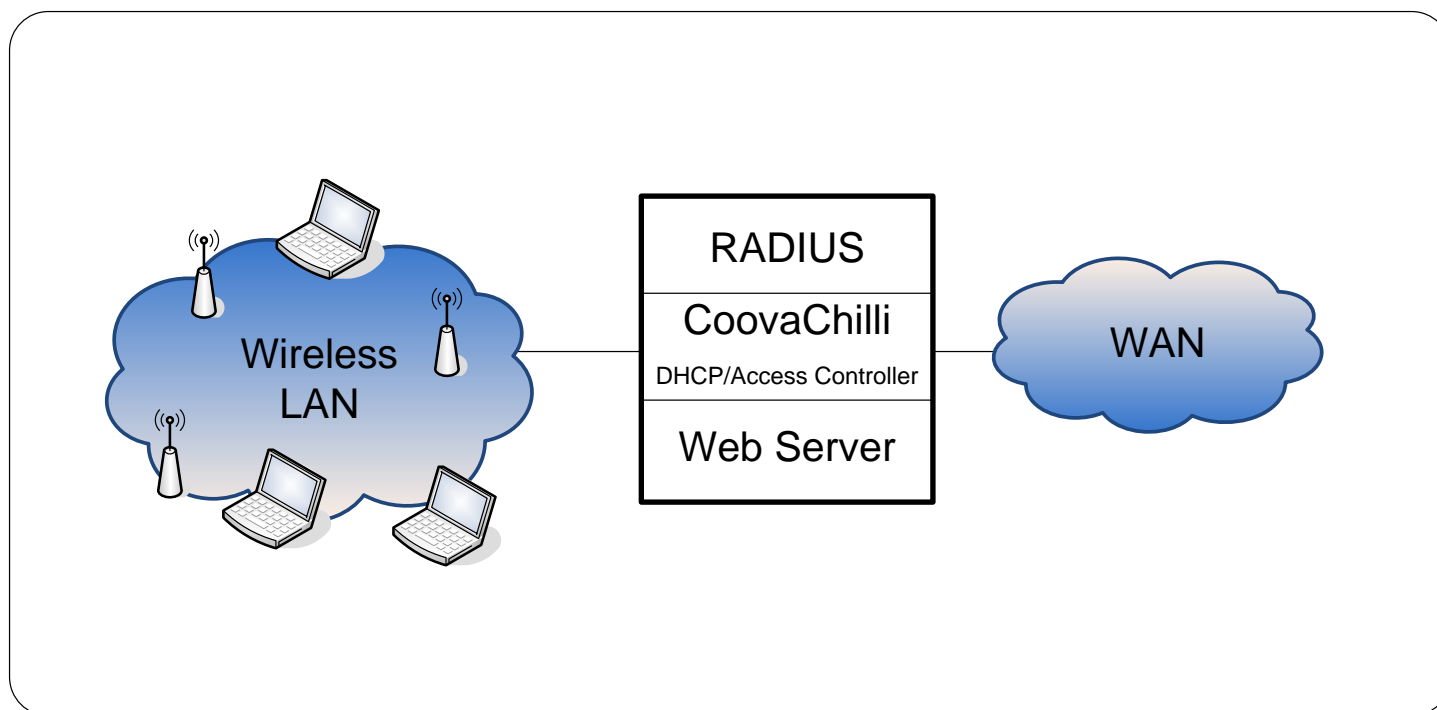 Wireless
LAN
RADIUS
CoovaChilli
DHCP/Access Controller
Web Server
WAN